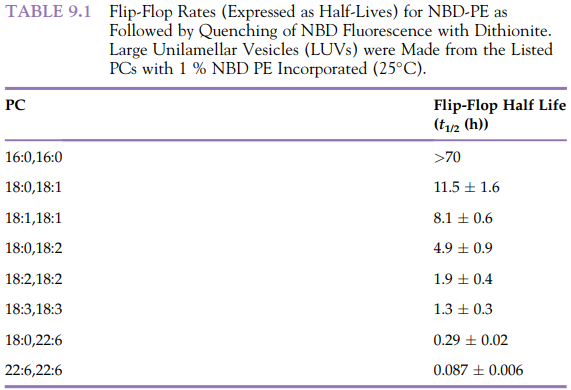 TABLE 9.1 Flip-Flop Rates (Expressed as Half-Lives) for NBD-PE as
Followed by Quenching of NBD Fluorescence with Dithionite.
Large Unilamellar Vesicles (LUVs) were Made from the Listed
PCs with 1 % NBD PE Incorporated (25°C).
PC Flip-Flop Half Life
(t1/2 (h))
16:0,16:0 >70
18:0,18:1 11.5 ± 1.6
18:1,18:1 8.1 ± 0.6
18:0,18:2 4.9 ± 0.9
18:2,18:2 1.9 ± 0.4
18:3,18:3 1.3 ± 0.3
18:0,22:6 0.29 ± 0.02
22:6,22:6 0.087 ± 0.006